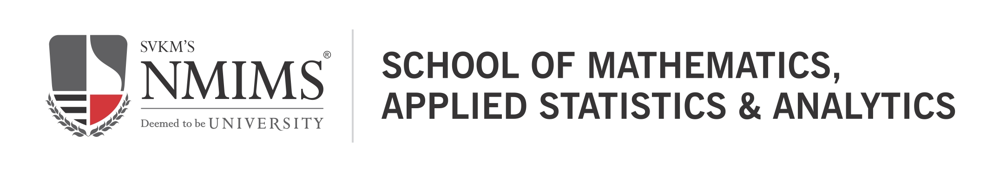 SVKM'S
NMIMS®
Deemed to be UNIVERSITY
SCHOOL OF MATHEMATICS,
APPLIED STATISTICS & ANALYTICS